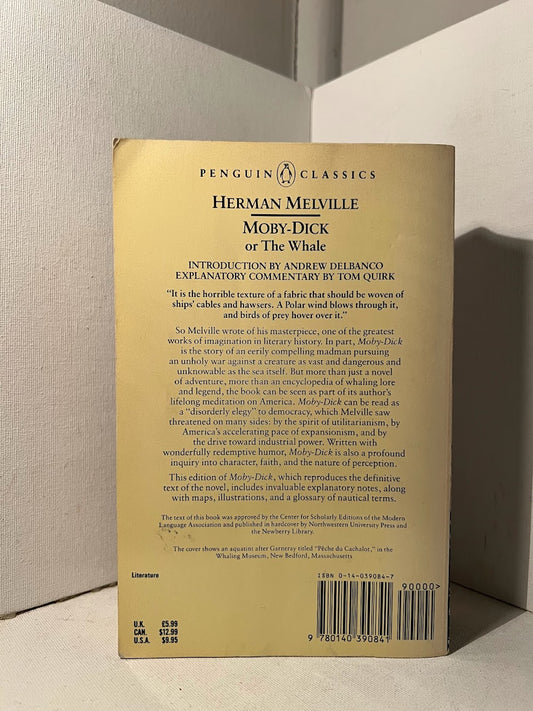 PENGUIN CLASSICS
HERMAN MELVILLE
MOBY-DICK
or The Whale
INTRODUCTION BY ANDREW DELBANCO
EXPLANATORY COMMENTARY BY TOM QUIRK
"It is the horrible texture of a fabric that should be woven of
ships' cables and hawsers. A Polar wind blows through it,
and birds of prey hover over it."
So Melville wrote of his masterpiece, one of the greatest
works of imagination in literary history. In part, Moby-Dick
is the story of an eerily compelling madman pursuing
an unholy war against a creature as vast and dangerous and
unknowable as the sea itself. But more than just a novel
of adventure, more than an encyclopedia of whaling lore
and legend, the book can be seen as part of its author's
lifelong meditation on America. Moby-Dick can be read as
a "disorderly elegy" to democracy, which Melville saw
threatened on many sides: by the spirit of utilitarianism, by
America's accelerating pace of expansionism, and by
the drive toward industrial power. Written with
wonderfully redemptive humor, Moby-Dick is also a profound
inquiry into character, faith, and the nature of perception.
This edition of Moby-Dick, which reproduces the definitive
text of the novel, includes invaluable explanatory notes, along
with maps, illustrations, and a glossary of nautical terms.
The text of this book was approved by the Center for Scholarly Editions of the Modern
Language Association and published in hardcover by Northwestern University Press and
the Newberry Library.
The cover shows an aquatint after Garneray titled "Pêche du Cachalot," in the
Whaling Museum, New Bedford, Massachusetts
Literature
ISBN 0-14-039084-7
90000>
U.K. £5.99
CAN. $12.99
U.S.A. $9.95
9 780140 390841